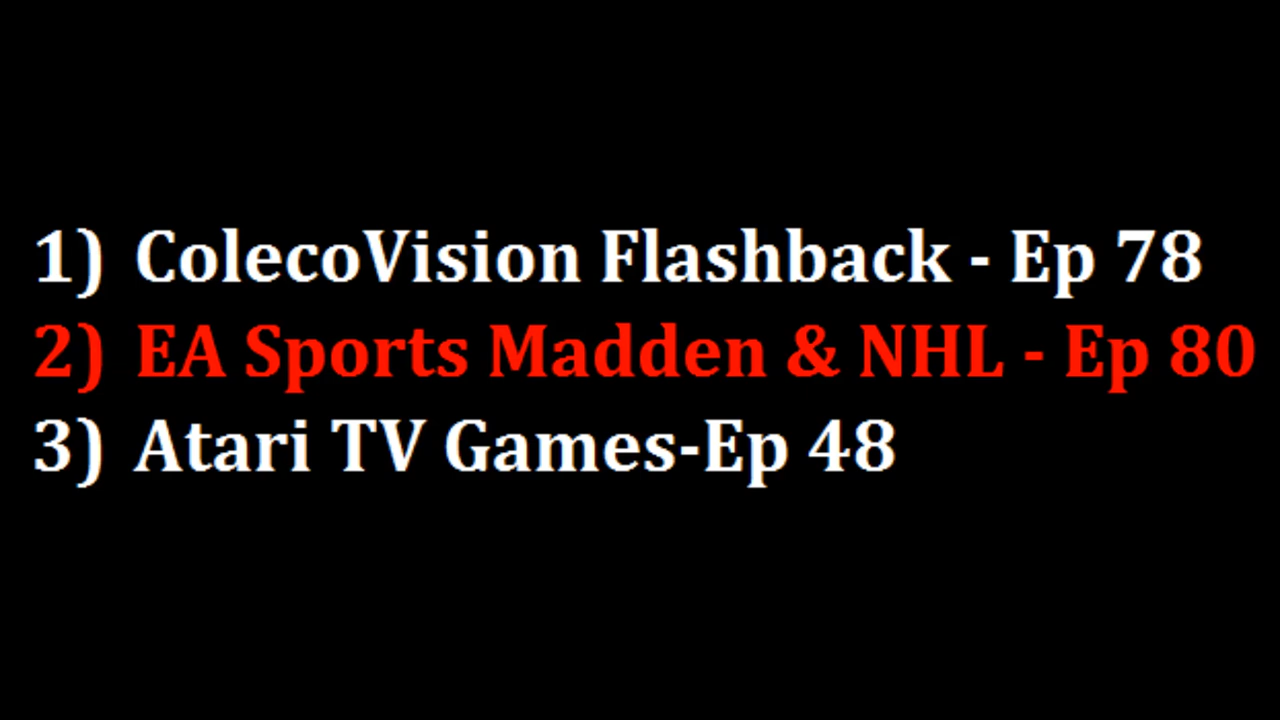 1) ColecoVision Flashback - Ep 78
2) EA Sports Madden & NHL - Ep 80
3) Atari TV Games-Ep 48